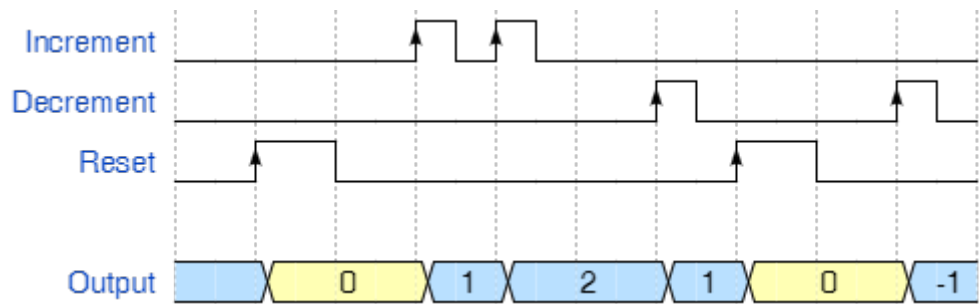 Increment
Decrement
Reset
Output 0 1 2 1 0 -1